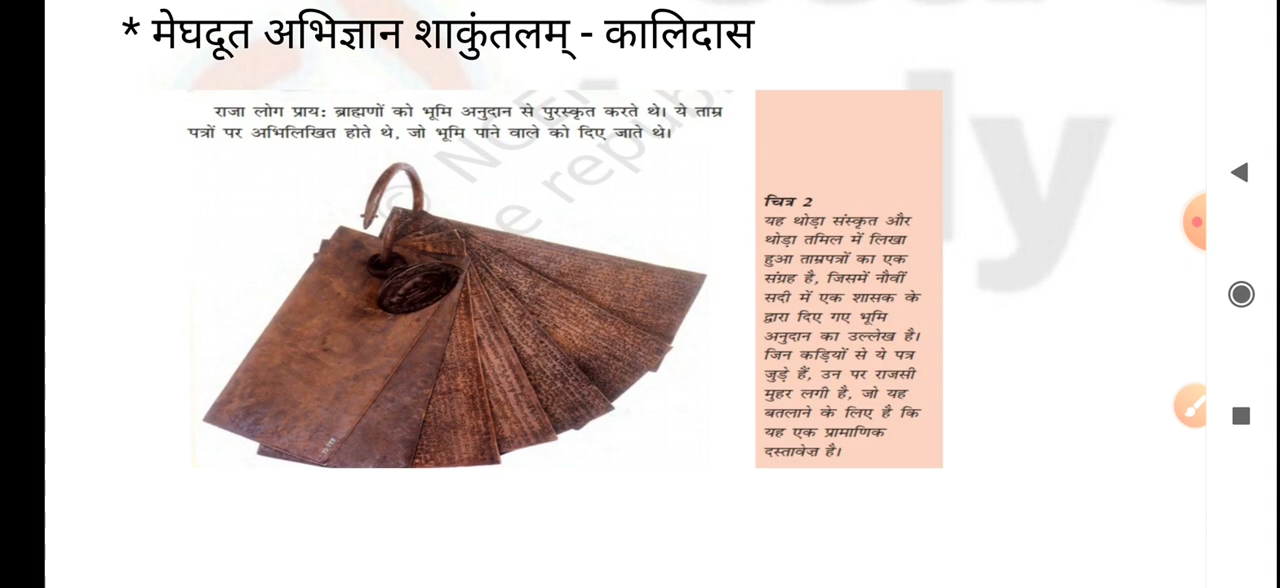 * मेघदूत अभिज्ञान शाकुंतलम् - कालिदास
राजा लोग प्राय: ब्राह्मणों को भूमि अनुदान से पुरस्कृत करते थे। ये ताम्र
पत्रों पर अभिलिखित होते थे, जो भूमि पाने वाले को दिए जाते थे।
चित्र 2
यह थोड़ा संस्कृत और
थोड़ा तमिल में लिखा
हुआ ताम्रपत्रों का एक
संग्रह है, जिसमें नौवीं
सदी में एक शासक के
द्वारा दिए गए भूमि
अनुदान का उल्लेख है।
जिन कड़ियों से ये पत्र
जुड़े हैं, उन पर राजसी
मुहर लगी है, जो यह
बतलाने के लिए है कि
यह एक प्रामाणिक
दस्तावेज़ है।
©
ly